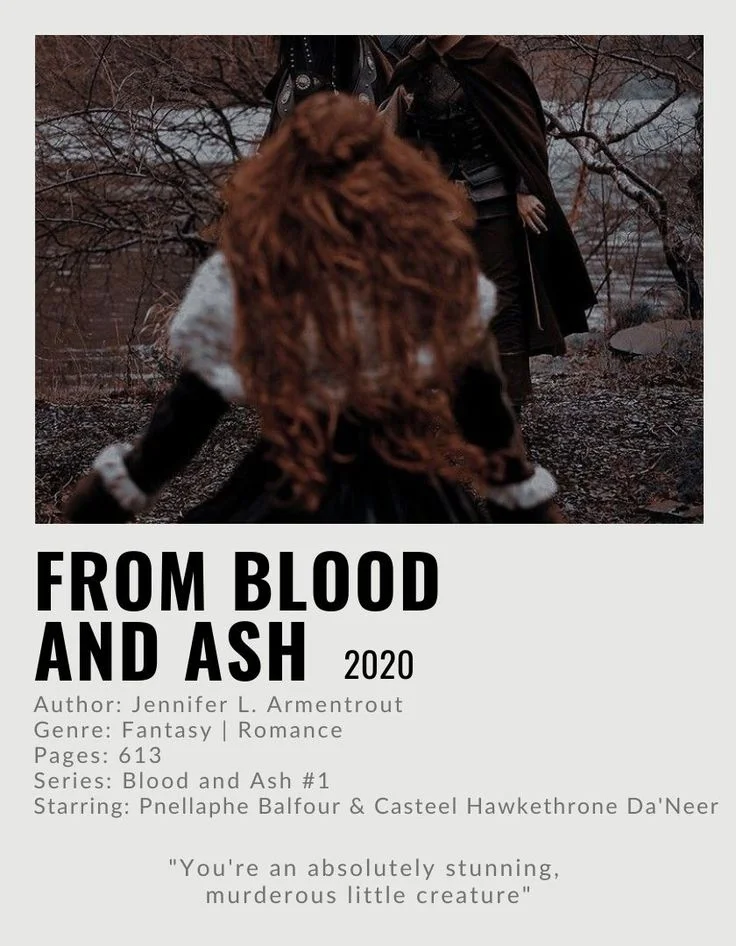 FROM BLOOD
AND ASH 2020
Author: Jennifer L. Armentrout
Genre: Fantasy | Romance
Pages: 613
Series: Blood and Ash #1
Starring: Pnellaphe Balfour & Casteel Hawkethrone Da'Neer
"You're an absolutely stunning,
murderous little creature"